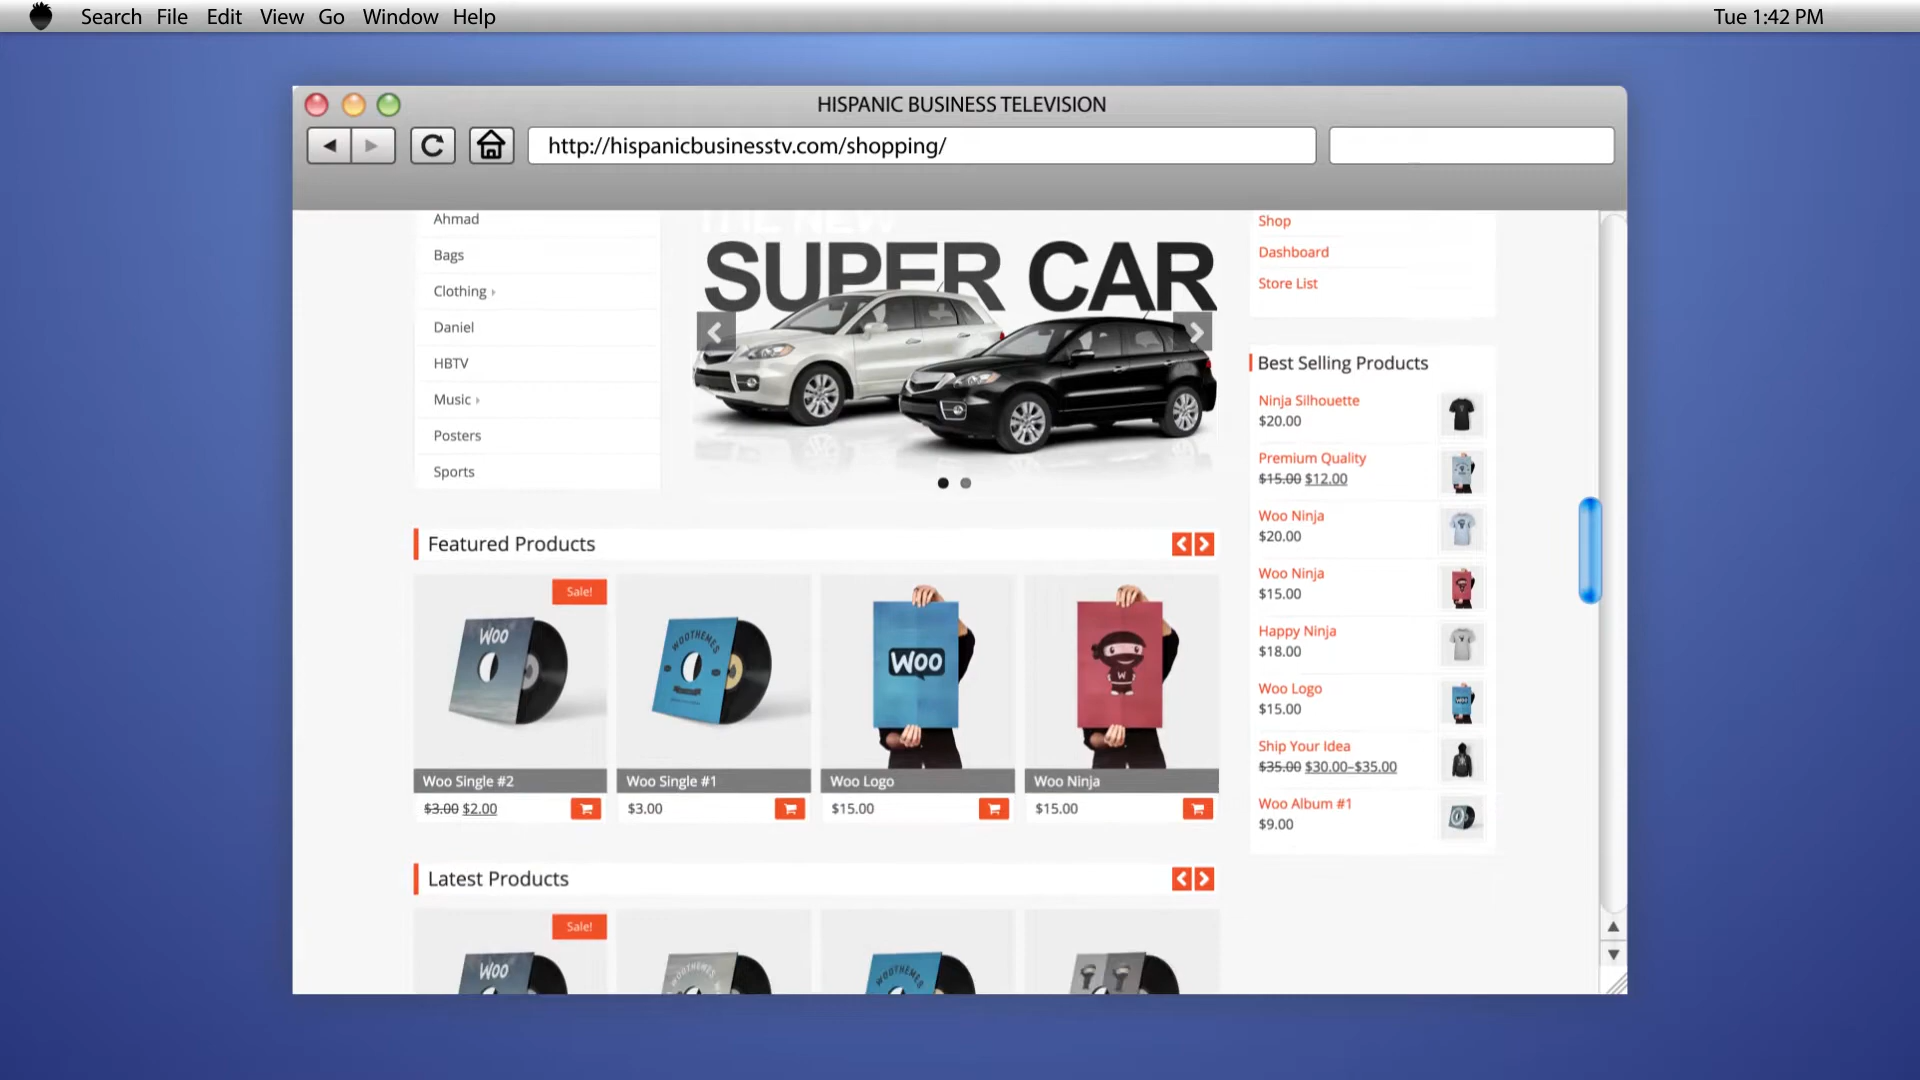 Search File Edit View Go Window Help
Tue 1:42 PM
HISPANIC BUSINESS TELEVISION
http://hispanicbusinesstv.com/shopping/
Ahmad
Bags
Clothing
Daniel
HBTV
Music
Posters
Sports
THE NEW
SUPER CAR
Shop
Dashboard
Store List
Best Selling Products
Ninja Silhouette
$20.00
Premium Quality
$15.00 $12.00
Woo Ninja
$20.00
Woo Ninja
$15.00
Happy Ninja
$18.00
Woo Logo
$15.00
Ship Your Idea
$35.00 $30.00–$35.00
Woo Album #1
$9.00
Featured Products
Sale!
WOO
WOOTHEMES
WOO
W
Woo Single #2
Woo Single #1
Woo Logo
Woo Ninja
$3.00 $2.00
$3.00
$15.00
$15.00
Latest Products
Sale!
WOO
WOOTHEMES
WOOTHEMES